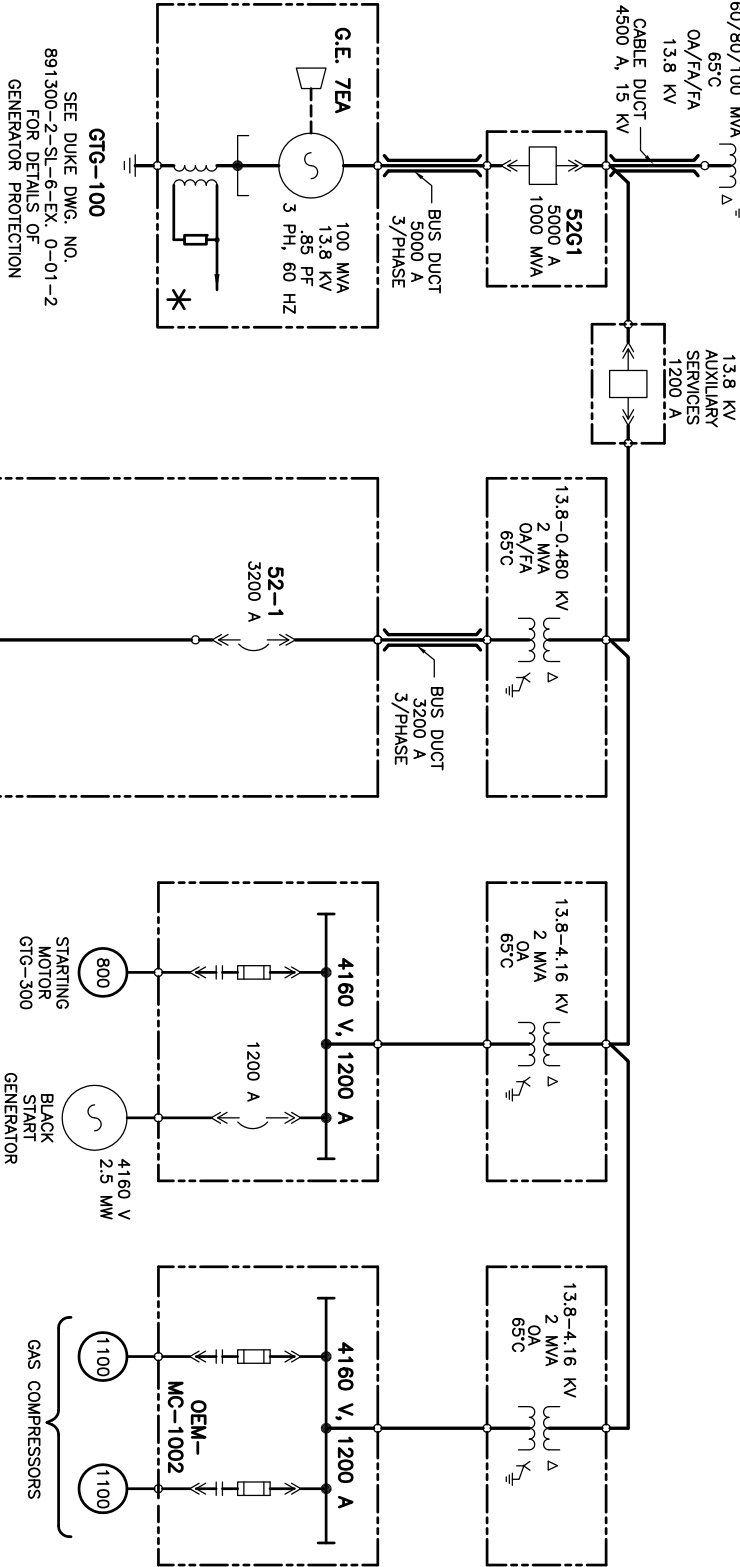 60/80/100 MVA
65°C
OA/FA/FA
13.8 KV
CABLE DUCT
4500 A, 15 KV
Δ
52G1
5000 A
1000 MVA
BUS DUCT
5000 A
3/PHASE
G.E. 7EA
100 MVA
13.8 KV
.85 PF
3 PH, 60 HZ
GTG-100
SEE DUKE DWG. NO.
891300-2-SL-6-EX. 0-01-2
FOR DETAILS OF
GENERATOR PROTECTION
13.8 KV
AUXILIARY
SERVICES
1200 A
13.8-0.480 KV
2 MVA
OA/FA
65°C
Δ
BUS DUCT
3200 A
3/PHASE
52-1
3200 A
13.8-4.16 KV
2 MVA
OA
65°C
Δ
4160 V, 1200 A
1200 A
800
STARTING
MOTOR
GTG-300
4160 V
2.5 MW
BLACK
START
GENERATOR
13.8-4.16 KV
2 MVA
OA
65°C
Δ
4160 V, 1200 A
OEM-
MC-1002
1100
1100
GAS COMPRESSORS